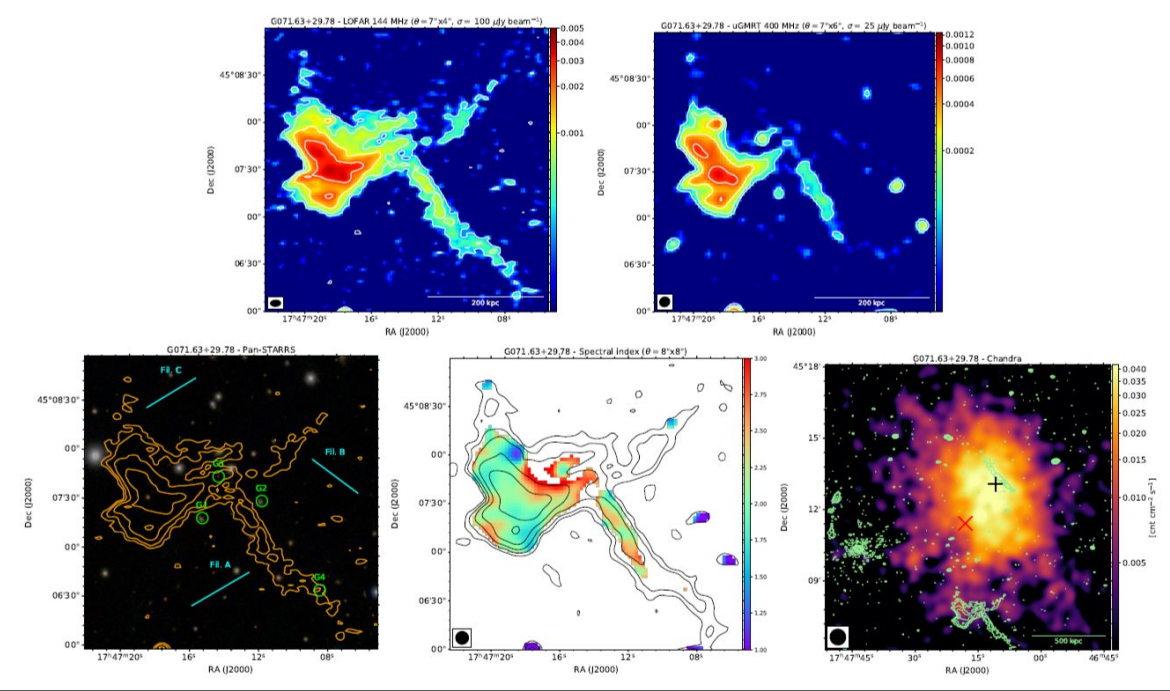 G071.63+29.78 - LOFAR 144 MHz (θ = 7"x4", σ = 100 μJy beam⁻¹)
0.005
0.004
0.003
0.002
0.001
45°08'30"
00"
07'30"
00"
06'30"
00"
Dec (J2000)
200 kpc
17ʰ47ᵐ20ˢ
16ˢ
12ˢ
08ˢ
RA (J2000)
G071.63+29.78 - uGMRT 400 MHz (θ = 7"x6", σ = 25 μJy beam⁻¹)
0.0012
0.0010
0.0008
0.0006
0.0004
0.0002
45°08'30"
00"
07'30"
00"
06'30"
00"
Dec (J2000)
200 kpc
17ʰ47ᵐ20ˢ
16ˢ
12ˢ
08ˢ
RA (J2000)
G071.63+29.78 - Pan-STARRS
Fil. C
Fil. B
Fil. A
G3
G2
G1
G4
45°08'30"
00"
07'30"
00"
06'30"
00"
Dec (J2000)
17ʰ47ᵐ20ˢ
16ˢ
12ˢ
08ˢ
RA (J2000)
G071.63+29.78 - Spectral index (θ = 8"x8")
3.00
2.75
2.50
2.25
2.00
1.75
1.50
1.25
1.00
45°08'30"
00"
07'30"
00"
06'30"
00"
Dec (J2000)
17ʰ47ᵐ20ˢ
16ˢ
12ˢ
08ˢ
RA (J2000)
G071.63+29.78 - Chandra
0.040
0.035
0.030
0.025
0.020
0.015
0.010
0.005
[cnt cm⁻² s⁻¹]
45°18'
15'
12'
09'
Dec (J2000)
500 kpc
17ʰ47ᵐ45ˢ
30ˢ
15ˢ
00ˢ
46ᵐ45ˢ
RA (J2000)